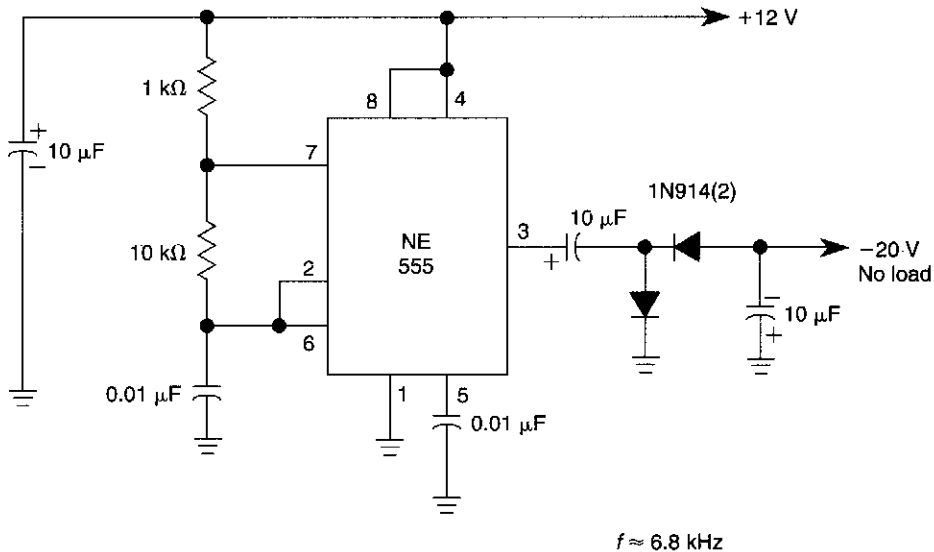 +12 V
1 kΩ
8
4
+
10 µF
−
7
1N914(2)
10 µF
3
+
10 kΩ
NE
555
2
−20 V
No load
−
10 µF
+
6
0.01 µF
1
5
0.01 µF
f ≈ 6.8 kHz